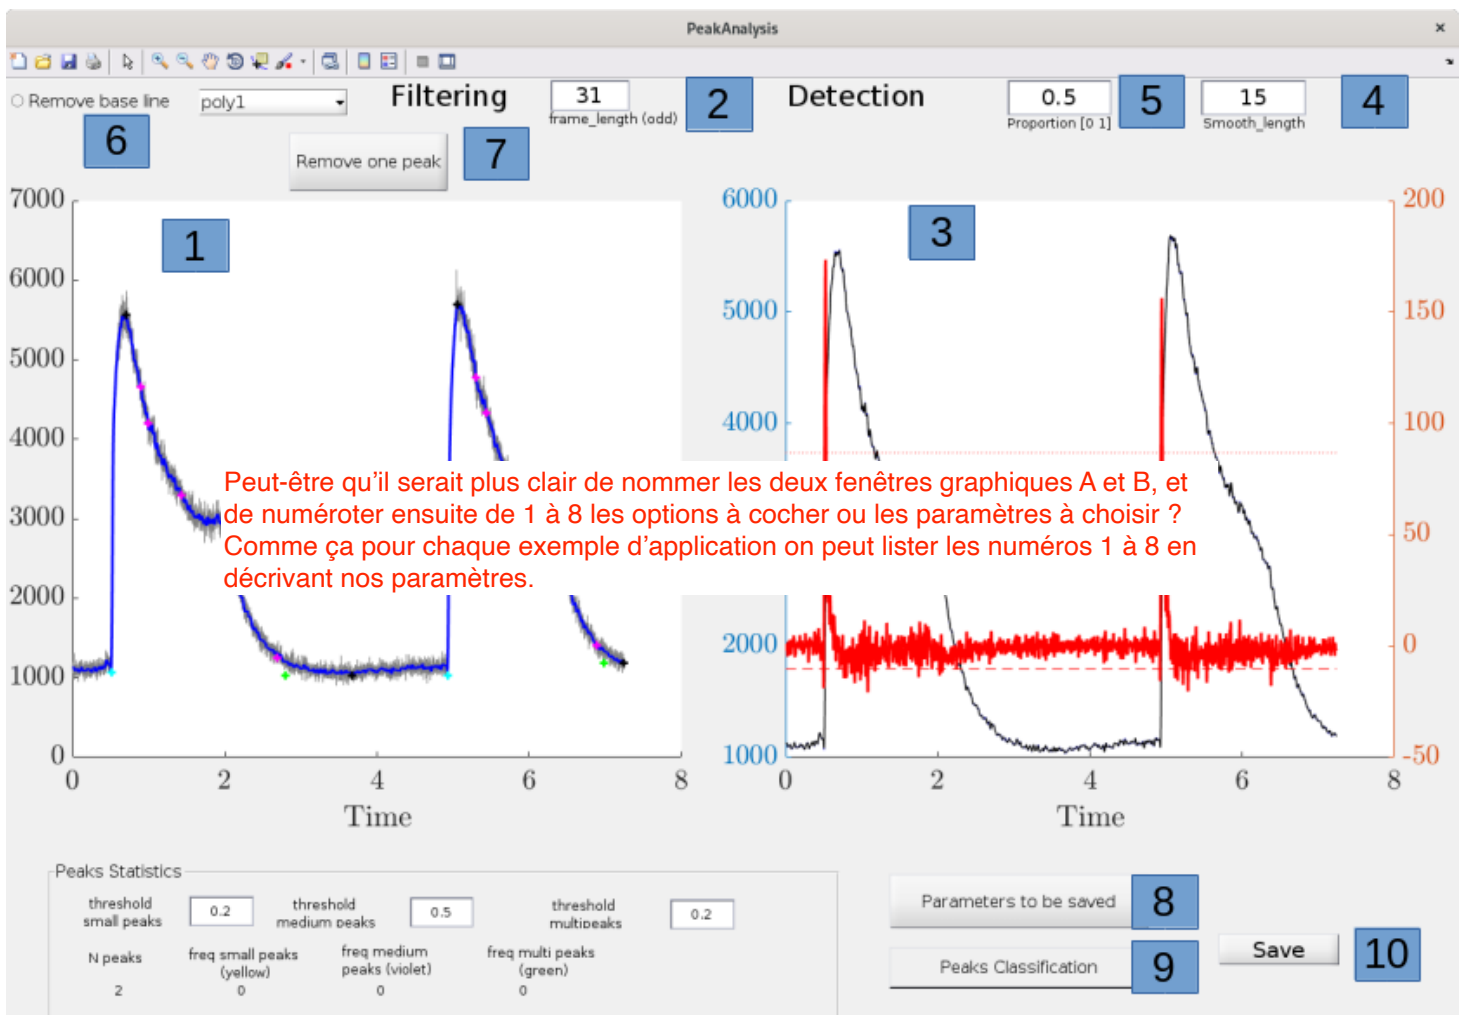 PeakAnalysis ×
Remove base line poly1 Filtering 31 2 Detection 0.5 5 15 4
frame_length (odd) Proportion [0 1] Smooth_length
6 Remove one peak 7
7000
6000
5000
4000
3000
2000
1000
0
0 2 4 6 8
Time
1
6000
5000
4000
2000
1000
200
150
100
50
0
-50
0 2 4 6 8
Time
3
Peut-être qu'il serait plus clair de nommer les deux fenêtres graphiques A et B, et
de numéroter ensuite de 1 à 8 les options à cocher ou les paramètres à choisir ?
Comme ça pour chaque exemple d'application on peut lister les numéros 1 à 8 en
décrivant nos paramètres.
Peaks Statistics
threshold
small peaks
0.2
threshold
medium peaks
0.5
threshold
multipeaks
0.2
N peaks
2
freq small peaks
(yellow)
0
freq medium
peaks (violet)
0
freq multi peaks
(green)
0
Parameters to be saved 8
Peaks Classification 9
Save 10